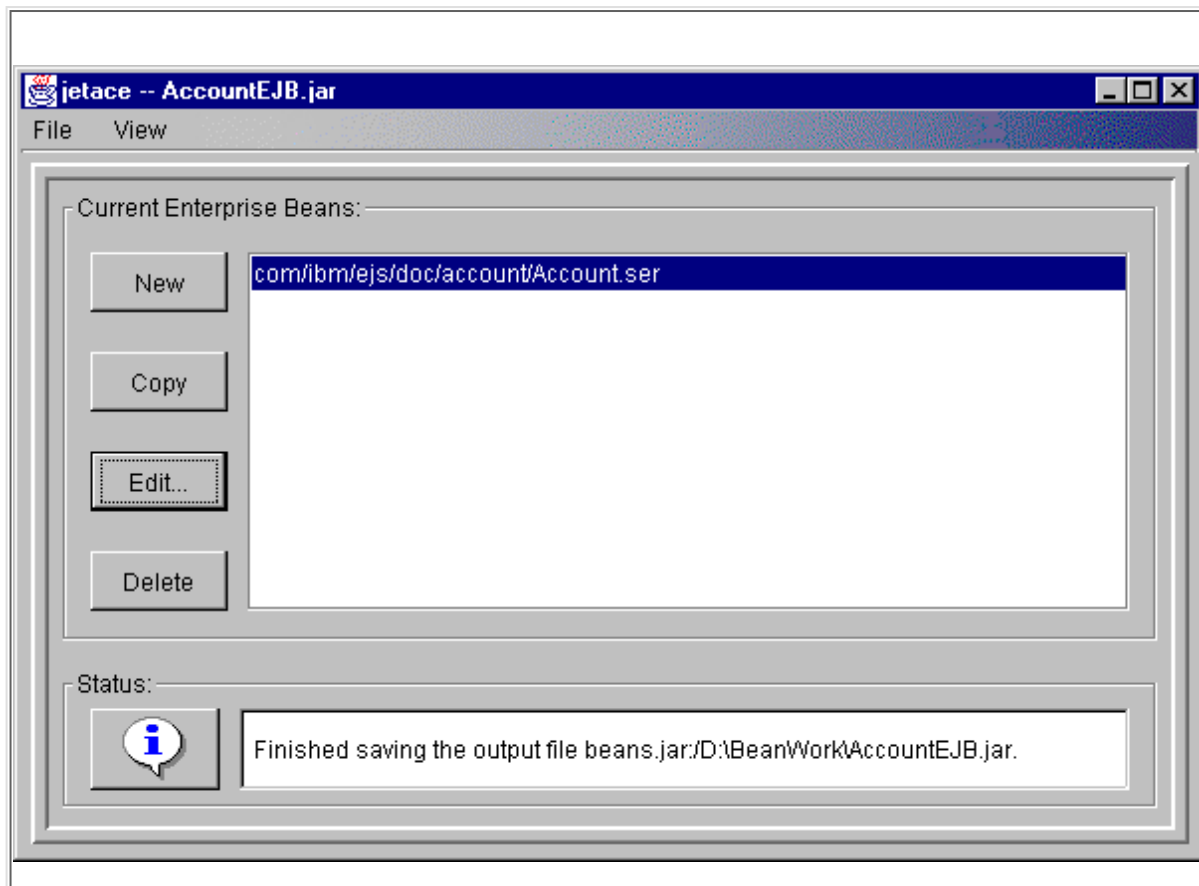 jetace -- AccountEJB.jar
File View
Current Enterprise Beans:
New
com/ibm/ejs/doc/account/Account.ser
Copy
Edit...
Delete
Status:
Finished saving the output file beans.jar:/D:\BeanWork\AccountEJB.jar.